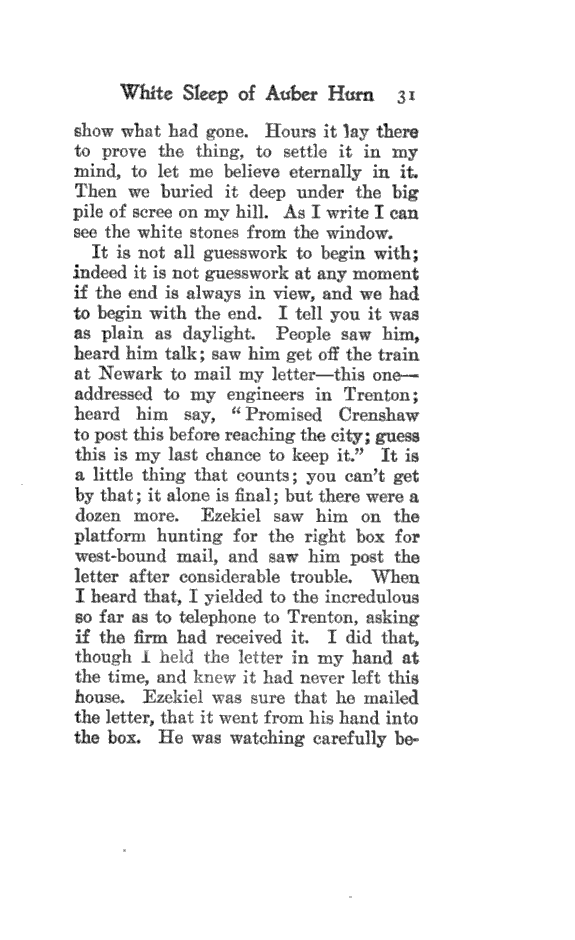 White Sleep of Auber Hurn 31
show what had gone. Hours it lay there
to prove the thing, to settle it in my
mind, to let me believe eternally in it.
Then we buried it deep under the big
pile of scree on my hill. As I write I can
see the white stones from the window.
It is not all guesswork to begin with;
indeed it is not guesswork at any moment
if the end is always in view, and we had
to begin with the end. I tell you it was
as plain as daylight. People saw him,
heard him talk; saw him get off the train
at Newark to mail my letter—this one—
addressed to my engineers in Trenton;
heard him say, “Promised Crenshaw
to post this before reaching the city; guess
this is my last chance to keep it.” It is
a little thing that counts; you can’t get
by that; it alone is final; but there were a
dozen more. Ezekiel saw him on the
platform hunting for the right box for
west-bound mail, and saw him post the
letter after considerable trouble. When
I heard that, I yielded to the incredulous
so far as to telephone to Trenton, asking
if the firm had received it. I did that,
though I held the letter in my hand at
the time, and knew it had never left this
house. Ezekiel was sure that he mailed
the letter, that it went from his hand into
the box. He was watching carefully be-